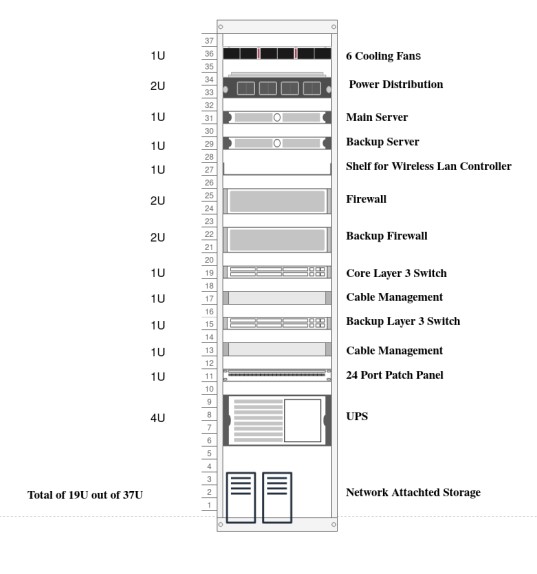 37
1U 36 6 Cooling Fans
35
34
2U 33 Power Distribution
32
1U 31 Main Server
30
1U 29 Backup Server
28
1U 27 Shelf for Wireless Lan Controller
26
2U 25 Firewall
24
23
2U 22 Backup Firewall
21
20
1U 19 Core Layer 3 Switch
18
1U 17 Cable Management
16
1U 15 Backup Layer 3 Switch
14
1U 13 Cable Management
12
1U 11 24 Port Patch Panel
10
9
4U 8 UPS
7
6
5
4
3
Total of 19U out of 37U 2 Network Attachted Storage
1